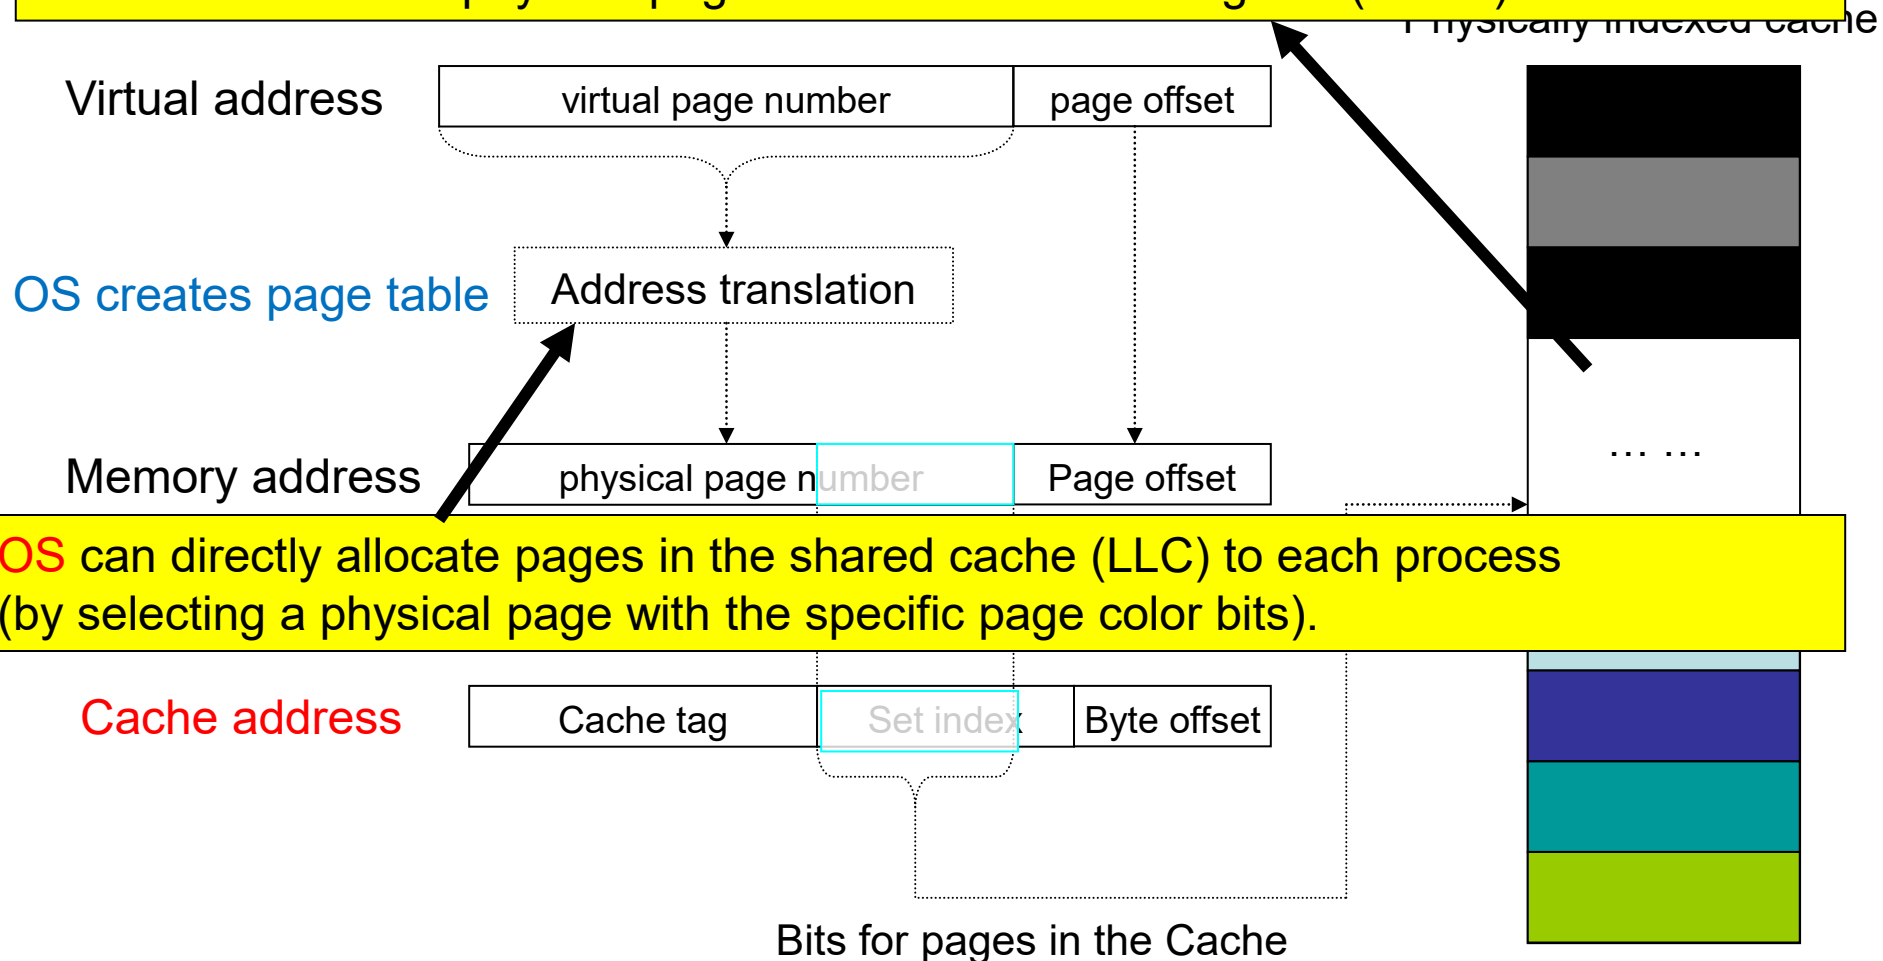 Physically indexed cache
Virtual address
virtual page number
page offset
OS creates page table
Address translation
Memory address
physical page number
Page offset
... ...
OS can directly allocate pages in the shared cache (LLC) to each process
(by selecting a physical page with the specific page color bits).
Cache address
Cache tag
Set index
Byte offset
Bits for pages in the Cache